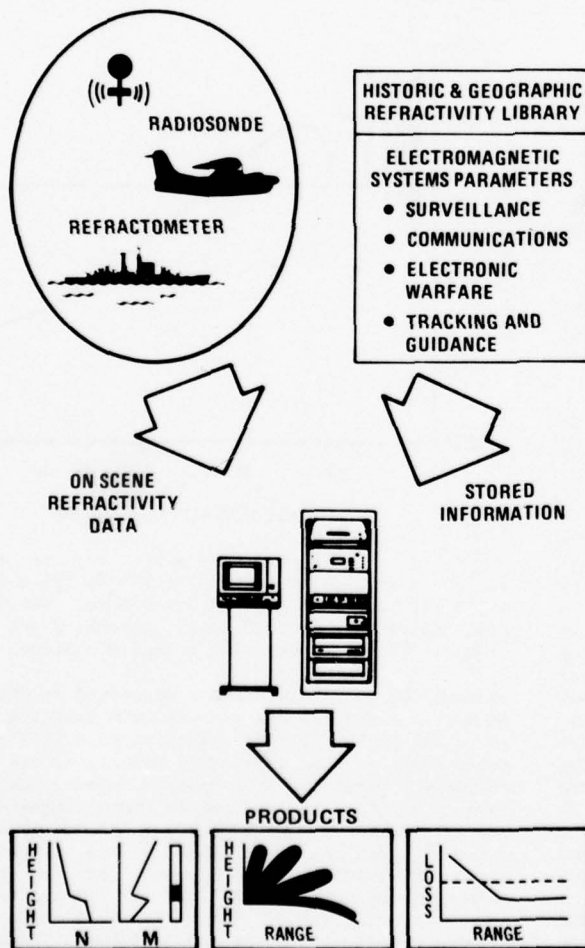 RADIOSONDE
REFRACTOMETER
HISTORIC & GEOGRAPHIC
REFRACTIVITY LIBRARY
ELECTROMAGNETIC
SYSTEMS PARAMETERS
● SURVEILLANCE
● COMMUNICATIONS
● ELECTRONIC
WARFARE
● TRACKING AND
GUIDANCE
ON SCENE
REFRACTIVITY
DATA
STORED
INFORMATION
PRODUCTS
HEIGHT
N
M
HEIGHT
RANGE
LOSS
RANGE